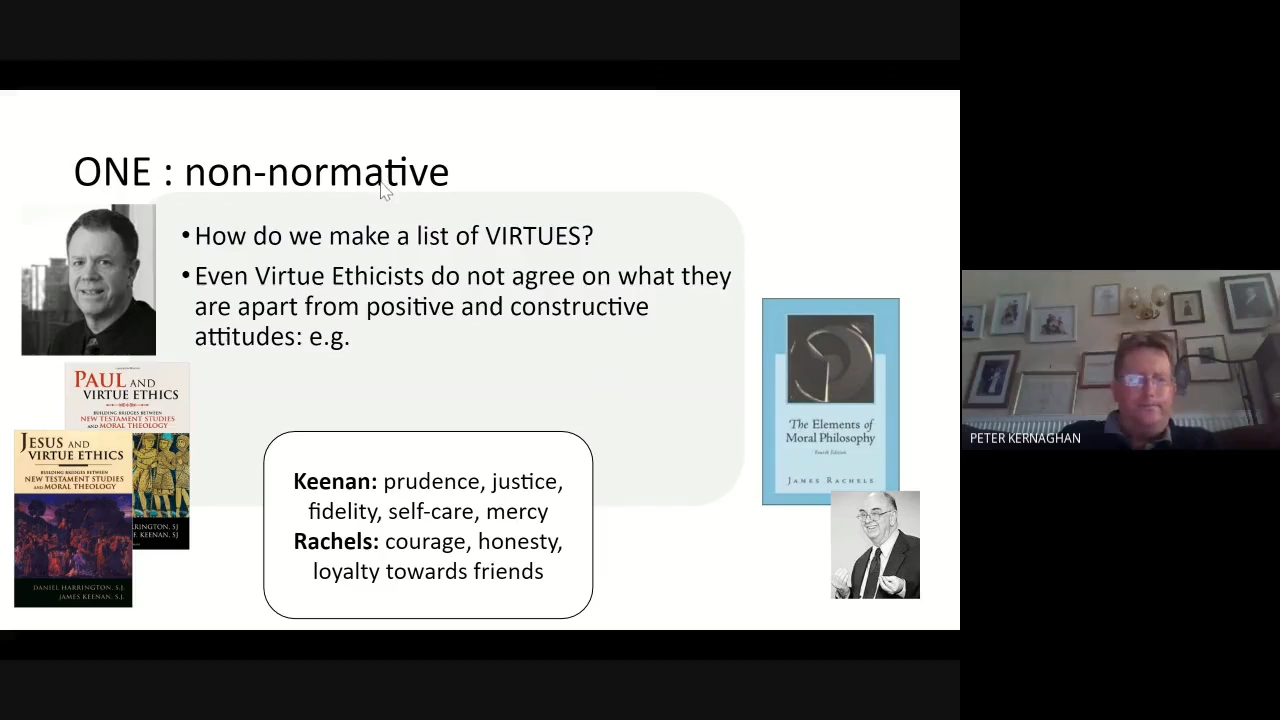 ONE : non-normative
•How do we make a list of VIRTUES?
•Even Virtue Ethicists do not agree on what they
are apart from positive and constructive
attitudes: e.g.
PAUL AND
VIRTUE ETHICS
BUILDING BRIDGES BETWEEN
NEW TESTAMENT STUDIES
AND MORAL THEOLOGY
JESUS AND
VIRTUE ETHICS
BUILDING BRIDGES BETWEEN
NEW TESTAMENT STUDIES
AND MORAL THEOLOGY
RRINGTON, SJ
F. KEENAN, SJ
DANIEL HARRINGTON, S.J.
JAMES KEENAN, S.J.
Keenan: prudence, justice,
fidelity, self-care, mercy
Rachels: courage, honesty,
loyalty towards friends
The Elements of
Moral Philosophy
Fourth Edition
JAMES RACHELS
PETER KERNAGHAN